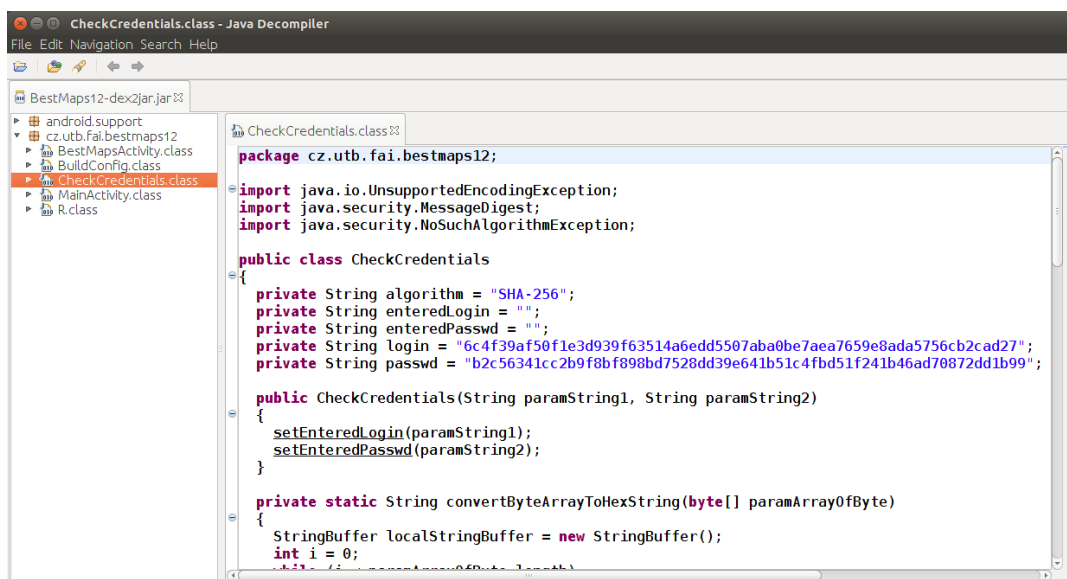 CheckCredentials.class - Java Decompiler
File Edit Navigation Search Help
BestMaps12-dex2jar.jar
android.support
cz.utb.fai.bestmaps12
BestMapsActivity.class
BuildConfig.class
CheckCredentials.class
MainActivity.class
R.class
CheckCredentials.class
package cz.utb.fai.bestmaps12;
import java.io.UnsupportedEncodingException;
import java.security.MessageDigest;
import java.security.NoSuchAlgorithmException;
public class CheckCredentials
{
private String algorithm = "SHA-256";
private String enteredLogin = "";
private String enteredPasswd = "";
private String login = "6c4f39af50f1e3d939f63514a6edd5507aba0be7aea7659e8ada5756cb2cad27";
private String passwd = "b2c56341cc2b9f8bf898bd7528dd39e641b51c4fbd51f241b46ad70872dd1b99";
public CheckCredentials(String paramString1, String paramString2)
{
setEnteredLogin(paramString1);
setEnteredPasswd(paramString2);
}
private static String convertByteArrayToHexString(byte[] paramArrayOfByte)
{
StringBuffer localStringBuffer = new StringBuffer();
int i = 0;